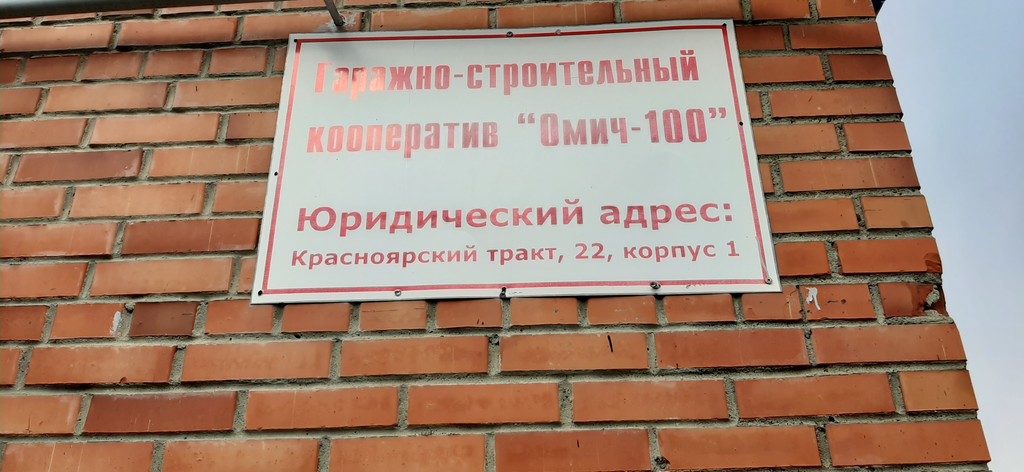 Гаражно-строительный
кооператив “Омич-100”
Юридический адрес:
Красноярский тракт, 22, корпус 1